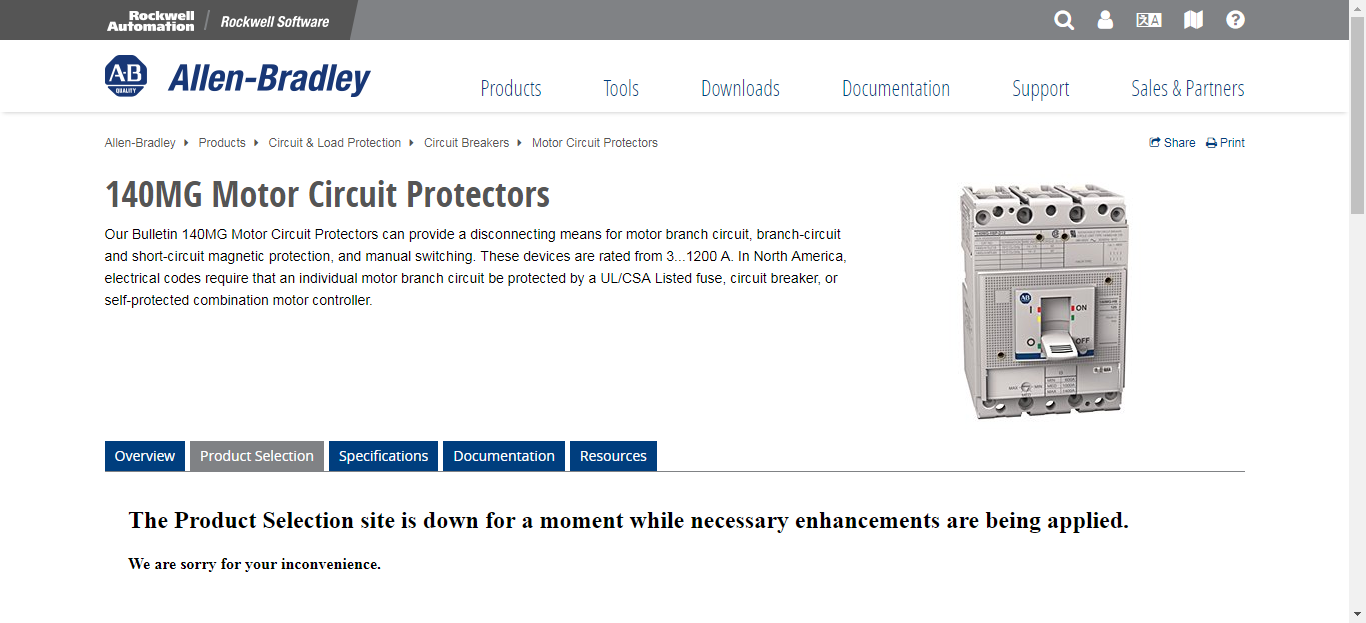 Rockwell Automation
Rockwell Software
A-B
QUALITY
Allen-Bradley
Products
Tools
Downloads
Documentation
Support
Sales & Partners
Allen-Bradley
Products
Circuit & Load Protection
Circuit Breakers
Motor Circuit Protectors
Share
Print
140MG Motor Circuit Protectors
Our Bulletin 140MG Motor Circuit Protectors can provide a disconnecting means for motor branch circuit, branch-circuit
and short-circuit magnetic protection, and manual switching. These devices are rated from 3...1200 A. In North America,
electrical codes require that an individual motor branch circuit be protected by a UL/CSA Listed fuse, circuit breaker, or
self-protected combination motor controller.
AB
I
ON
O
OFF
MAX
MIN
MED
Overview
Product Selection
Specifications
Documentation
Resources
The Product Selection site is down for a moment while necessary enhancements are being applied.
We are sorry for your inconvenience.